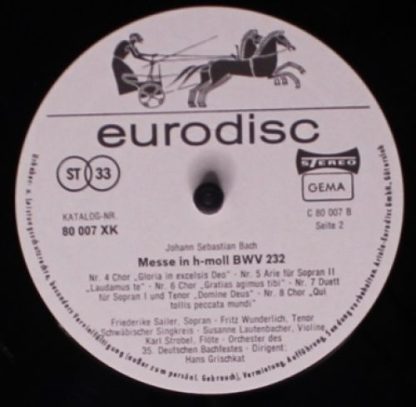 eurodisc
ST 33
STEREO
GEMA
KATALOG-NR.
80 007 XK
C 80 007 B
Seite 2
Johann Sebastian Bach
Messe in h-moll BWV 232
Nr. 4 Chor „Gloria in excelsis Deo" - Nr. 5 Arie für Sopran II
„Laudamus te" - Nr. 6 Chor „Gratias agimus tibi" - Nr. 7 Duett
für Sopran I und Tenor „Domine Deus" - Nr. 8 Chor „Qui
tollis peccata mundi"
Friederike Sailer, Sopran - Fritz Wunderlich, Tenor
Schwäbischer Singkreis - Susanne Lautenbacher, Violine
Karl Strobel, Flöte - Orchester des
35. Deutschen Bachfestes - Dirigent:
Hans Grischkat